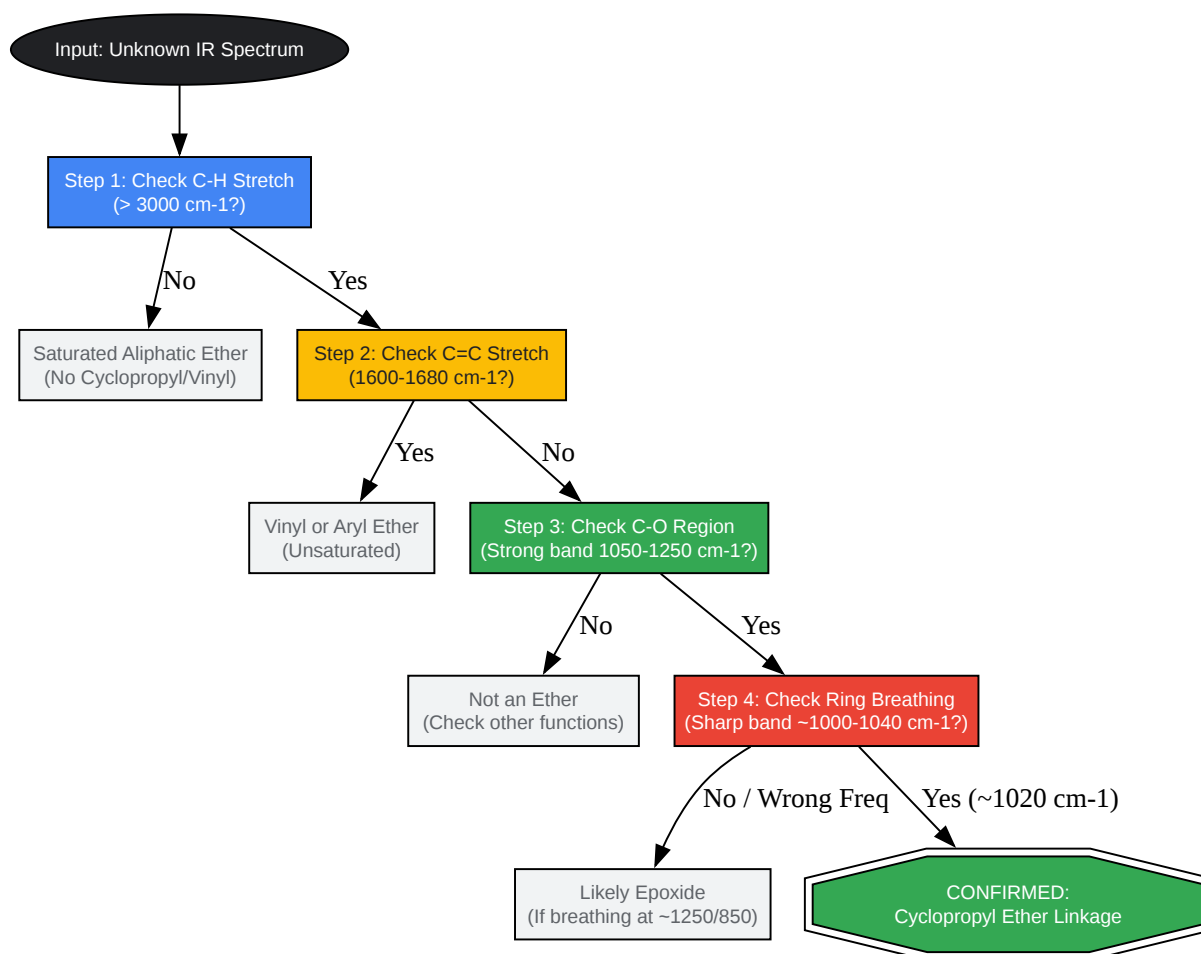 Input: Unknown IR Spectrum
Step 1: Check C-H Stretch
(> 3000 cm-1?)
No
Yes
Saturated Aliphatic Ether
(No Cyclopropyl/Vinyl)
Step 2: Check C=C Stretch
(1600-1680 cm-1?)
Yes
No
Vinyl or Aryl Ether
(Unsaturated)
Step 3: Check C-O Region
(Strong band 1050-1250 cm-1?)
No
Yes
Not an Ether
(Check other functions)
Step 4: Check Ring Breathing
(Sharp band ~1000-1040 cm-1?)
No / Wrong Freq
Yes (~1020 cm-1)
Likely Epoxide
(If breathing at ~1250/850)
CONFIRMED:
Cyclopropyl Ether Linkage